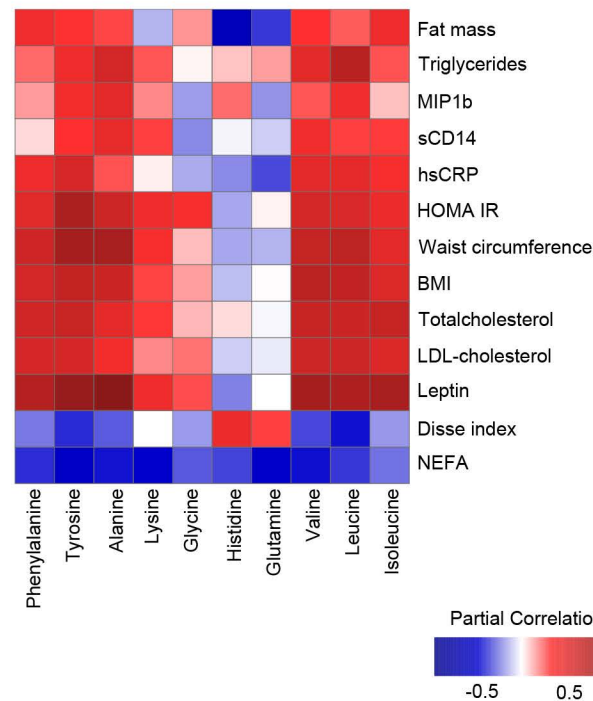 Fat mass
Triglycerides
MIP1b
sCD14
hsCRP
HOMA IR
Waist circumference
BMI
Totalcholesterol
LDL-cholesterol
Leptin
Disse index
NEFA
Phenylalanine
Tyrosine
Alanine
Lysine
Glycine
Histidine
Glutamine
Valine
Leucine
Isoleucine
Partial Correlatio
-0.5 0.5